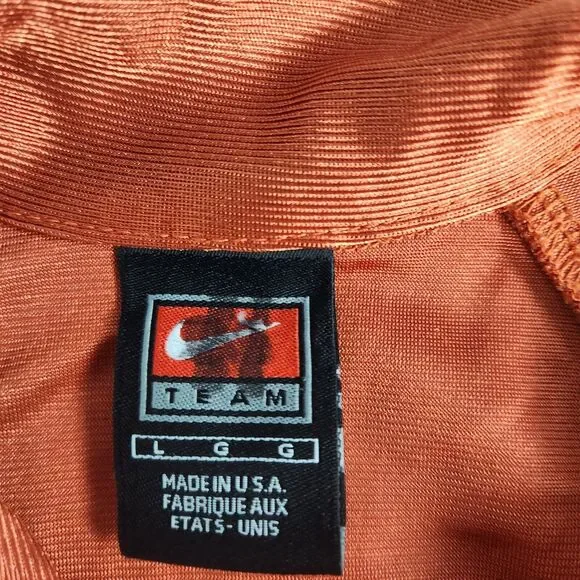 TEAM
L G G
MADE IN U.S.A.
FABRIQUE AUX
ETATS-UNIS